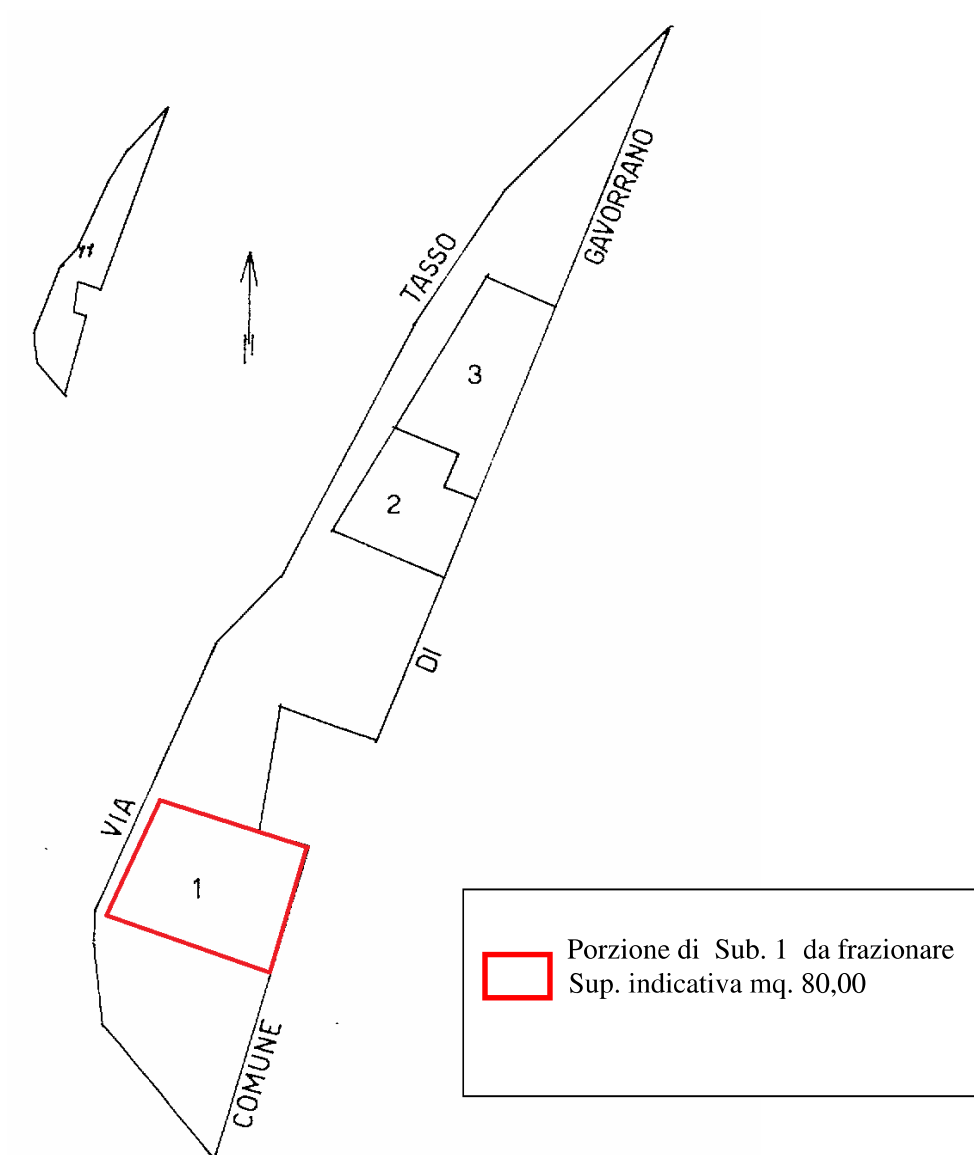 VIA TASSO
COMUNE DI GAVORRANO
3
2
1
Porzione di Sub. 1 da frazionare
Sup. indicativa mq. 80,00